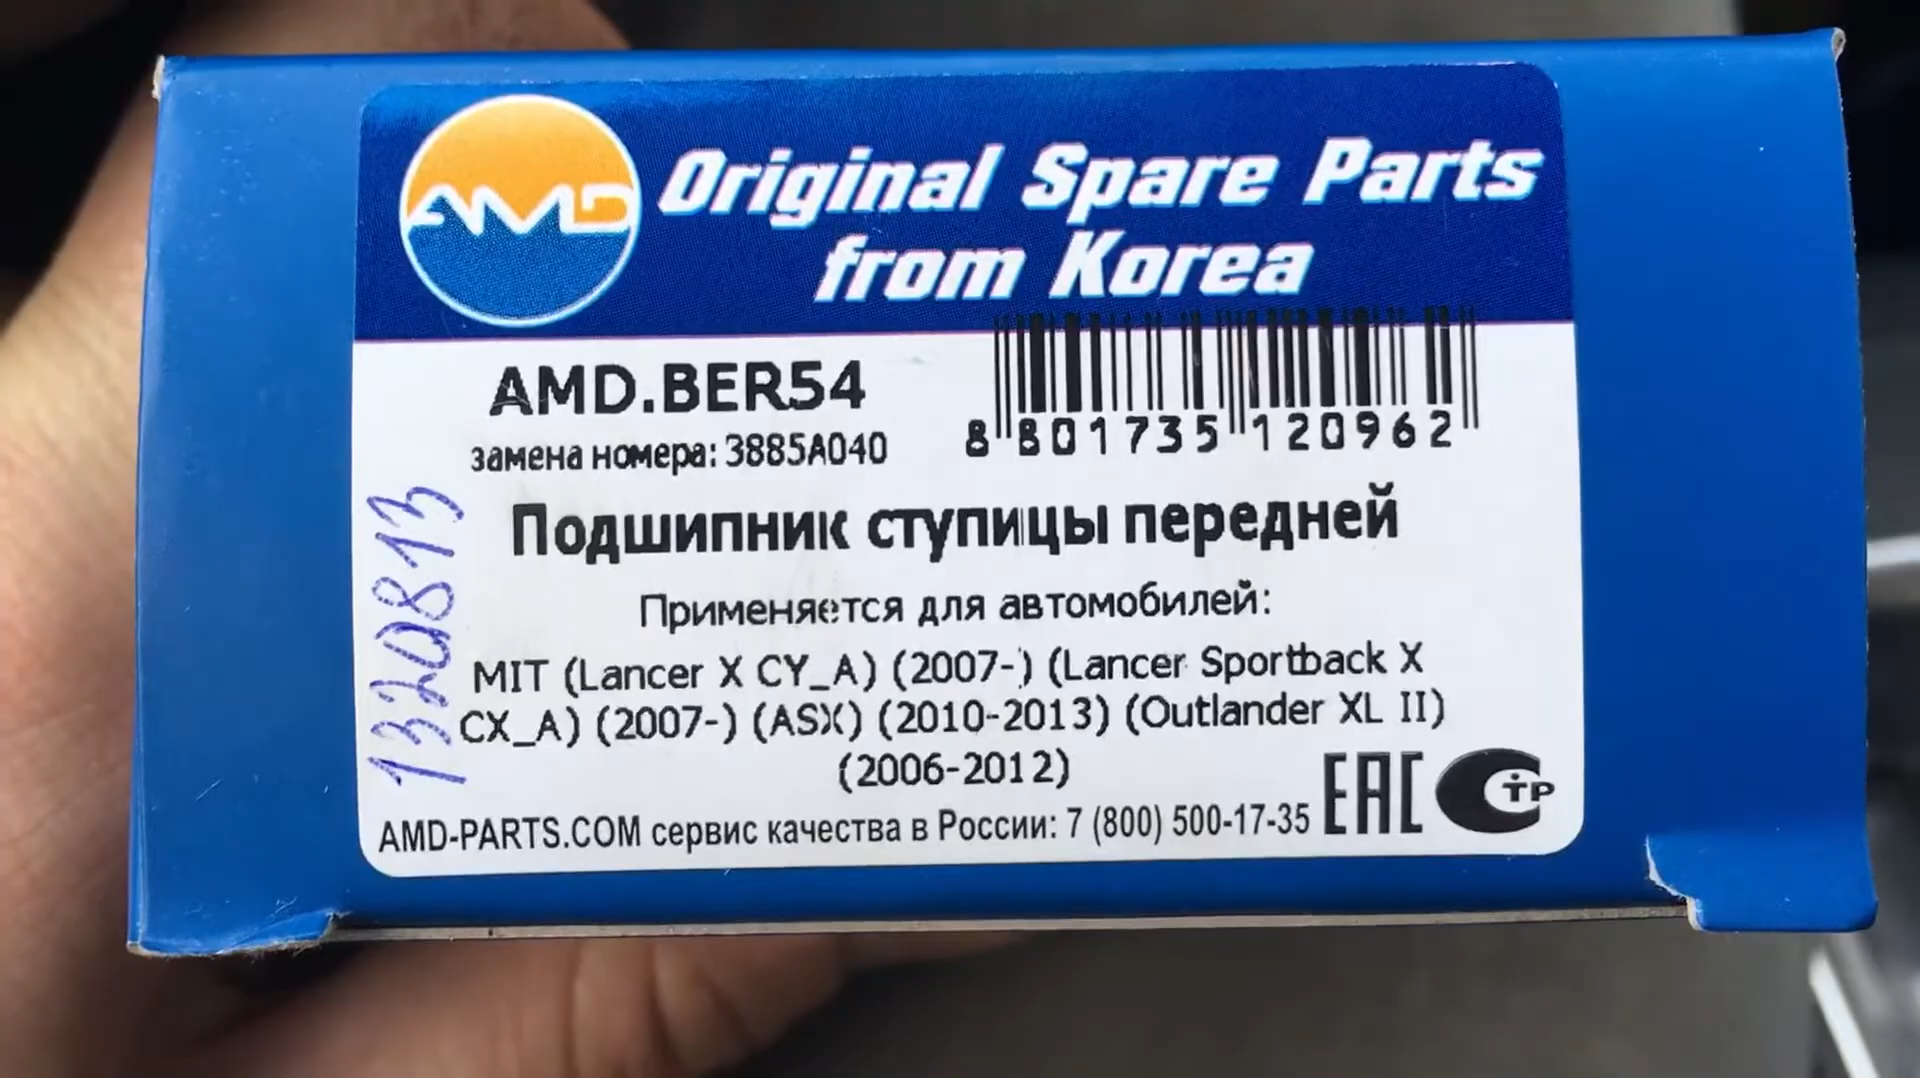 AMD
Original Spare Parts
from Korea
AMD.BER54
замена номера: 3885A040
8 801735 120962
Подшипник ступицы передней
Применяется для автомобилей:
MIT (Lancer X CY_A) (2007-) (Lancer Sportback X
CX_A) (2007-) (ASX) (2010-2013) (Outlander XL II)
(2006-2012)
AMD-PARTS.COM сервис качества в России: 7 (800) 500-17-35
EAC
СТР
1320813